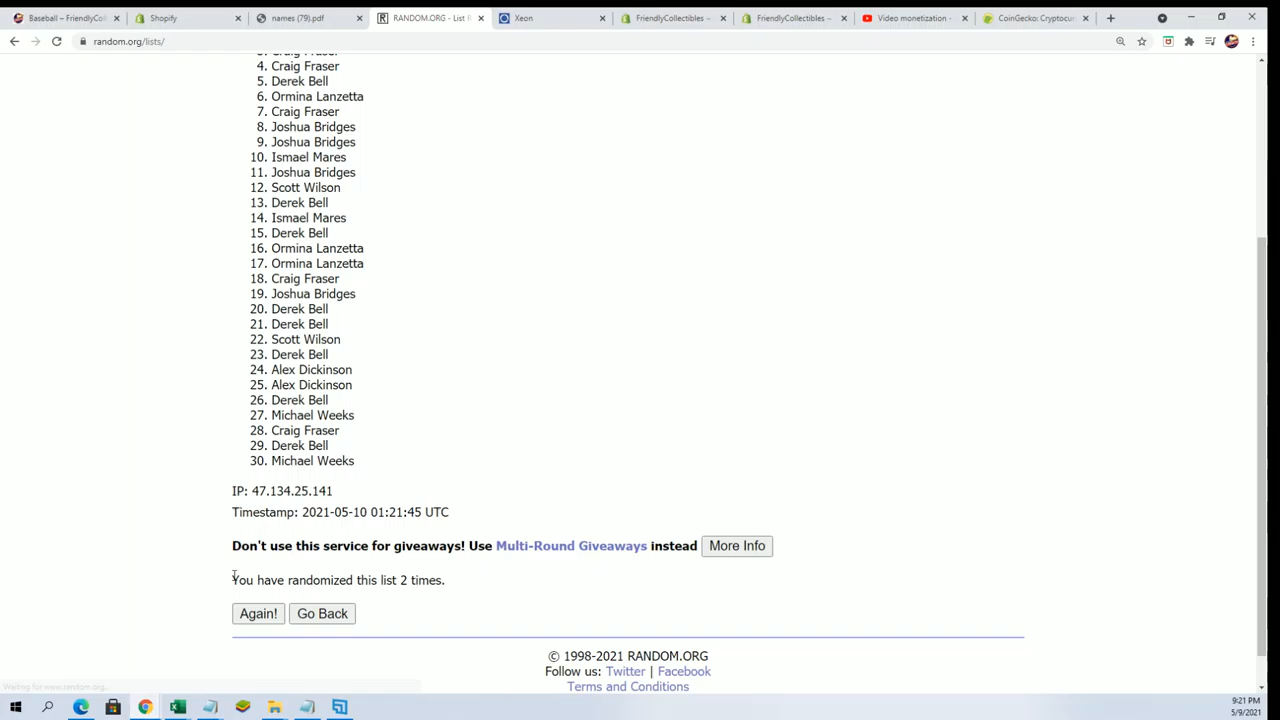 Baseball – FriendlyColl
Shopify
names (79).pdf
RANDOM.ORG - List R
Xeon
FriendlyCollectibles ~
FriendlyCollectibles ~
Video monetization -
CoinGecko: Cryptocur
random.org/lists/
4. Craig Fraser
5. Derek Bell
6. Ormina Lanzetta
7. Craig Fraser
8. Joshua Bridges
9. Joshua Bridges
10. Ismael Mares
11. Joshua Bridges
12. Scott Wilson
13. Derek Bell
14. Ismael Mares
15. Derek Bell
16. Ormina Lanzetta
17. Ormina Lanzetta
18. Craig Fraser
19. Joshua Bridges
20. Derek Bell
21. Derek Bell
22. Scott Wilson
23. Derek Bell
24. Alex Dickinson
25. Alex Dickinson
26. Derek Bell
27. Michael Weeks
28. Craig Fraser
29. Derek Bell
30. Michael Weeks
IP: 47.134.25.141
Timestamp: 2021-05-10 01:21:45 UTC
Don't use this service for giveaways! Use Multi-Round Giveaways instead More Info
You have randomized this list 2 times.
Again! Go Back
© 1998-2021 RANDOM.ORG
Follow us: Twitter | Facebook
Terms and Conditions
Waiting for www.random.org...
9:21 PM
5/9/2021